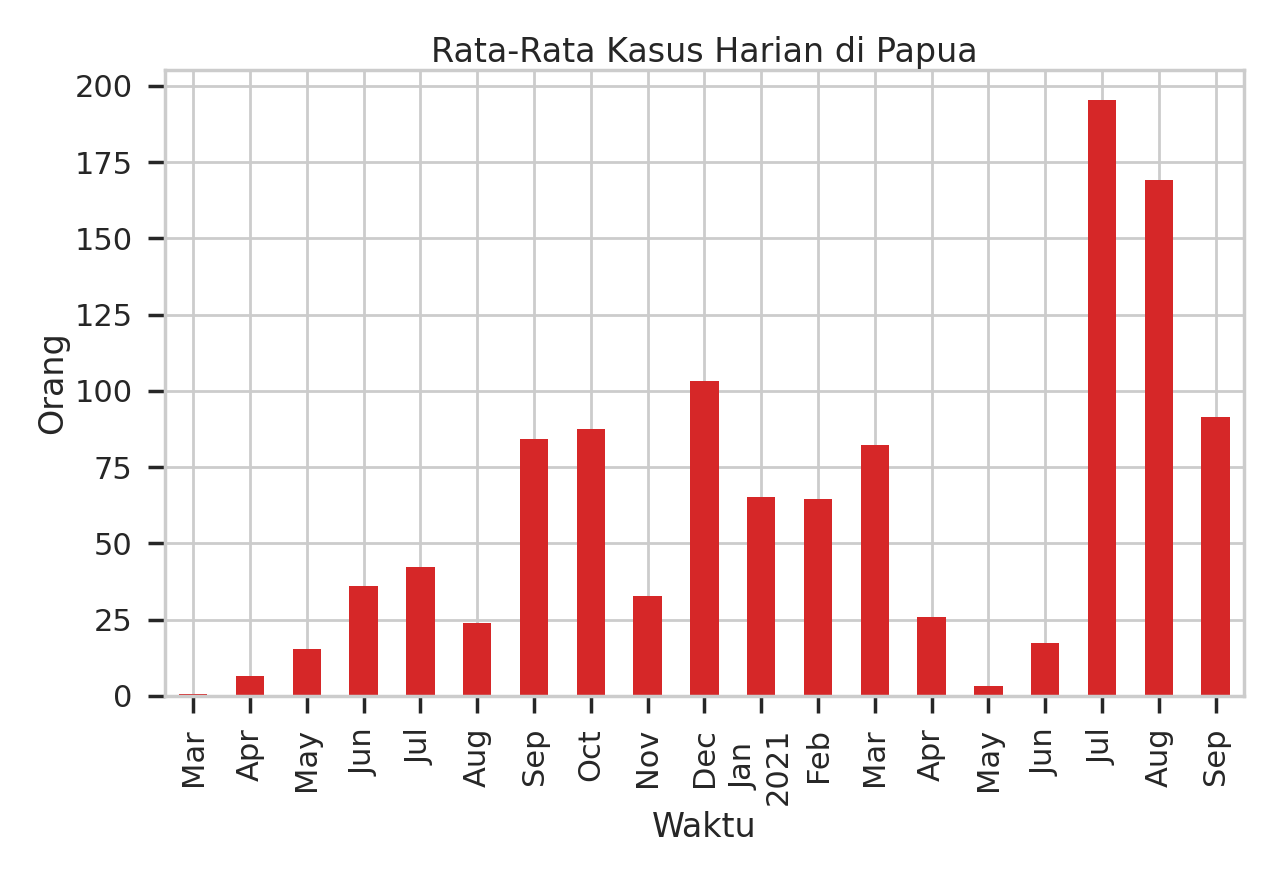 Rata-Rata Kasus Harian di Papua
200
175
150
125
100
75
50
25
0
Orang
Mar
Apr
May
Jun
Jul
Aug
Sep
Oct
Nov
Dec
Jan
2021
Feb
Mar
Apr
May
Jun
Jul
Aug
Sep
Waktu